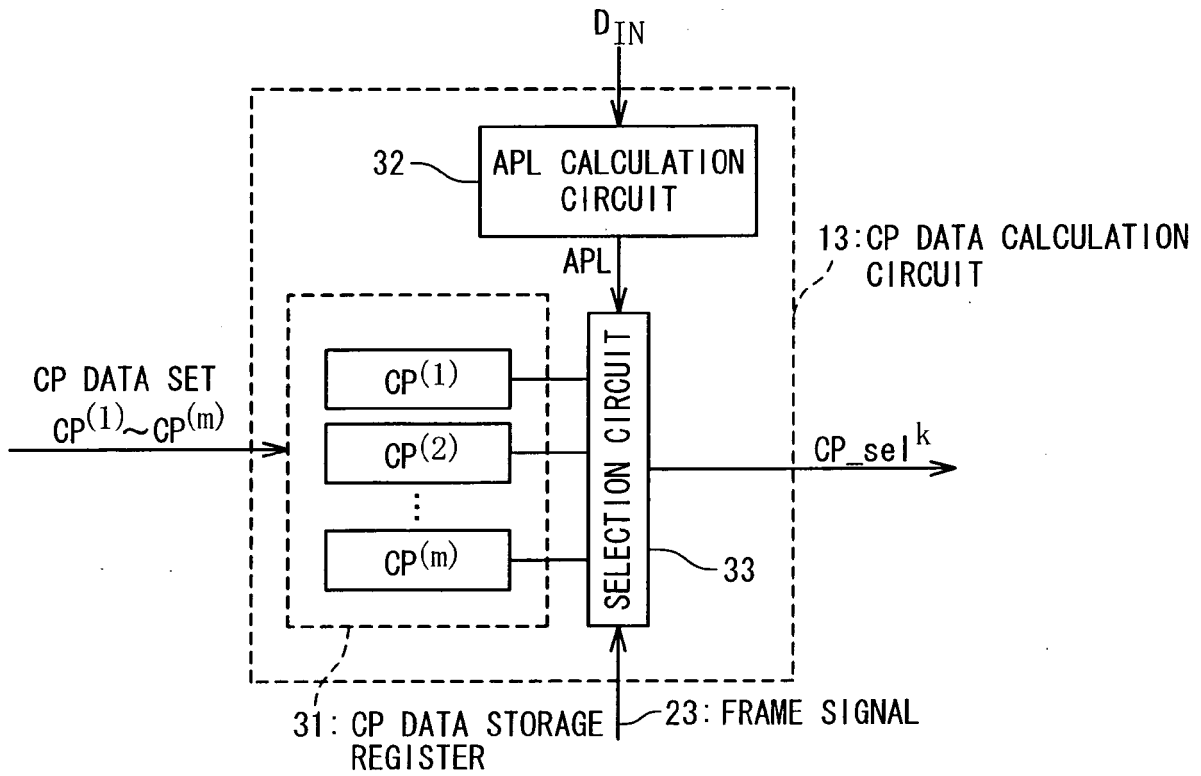 D_IN
32
APL CALCULATION
CIRCUIT
13:CP DATA CALCULATION
CIRCUIT
APL
CP DATA SET
CP^(1)~CP^(m)
CP^(1)
CP^(2)
⋮
CP^(m)
SELECTION CIRCUIT
CP_sel^k
33
31:CP DATA STORAGE
REGISTER
23:FRAME SIGNAL